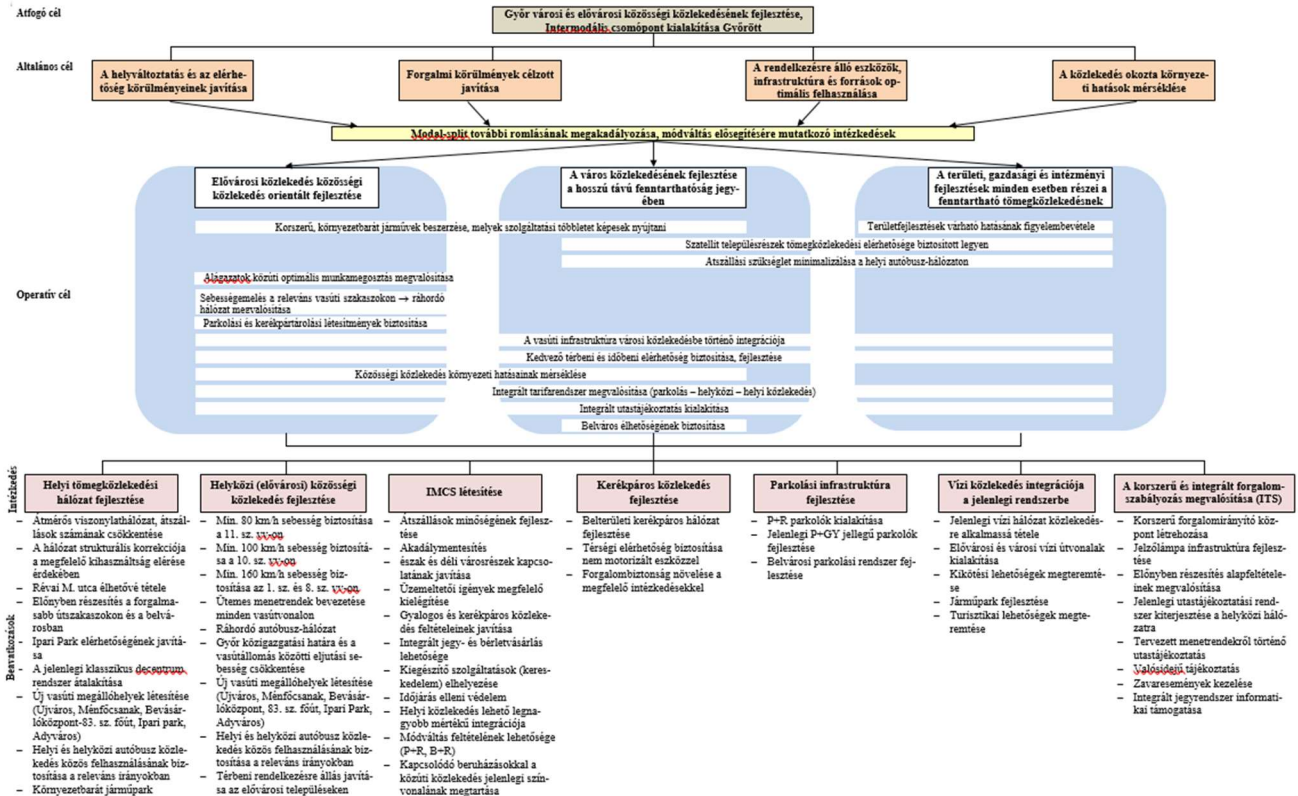 Átfogó cél
Győr városi és elővárosi közösségi közlekedésének fejlesztése,
Intermodális csomópont kialakítása Győrött
Általános cél
A helyváltoztatás és az elérhe-
tőség körülményeinek javítása
Forgalmi körülmények célzott
javítása
A rendelkezésre álló eszközök,
infrastruktúra és források op-
timális felhasználása
A közlekedés okozta környeze-
ti hatások mérséklése
Modal-split további romlásának megakadályozása, módváltás elősegítésére mutatkozó intézkedések
Elővárosi közlekedés közösségi
közlekedés orientált fejlesztése
A város közlekedésének fejlesztése
a hosszú távú fenntarthatóság jegy-
ében
A területi, gazdasági és intézményi
fejlesztések minden esetben részei a
fenntartható tömegközlekedésnek
Korszerű, környezetbarát járművek beszerzése, melyek szolgáltatási többletet képesek nyújtani
Területfejlesztések várható hatásának figyelembevétele
Szatellit településrészek tömegközlekedési elérhetősége biztosított legyen
Átszállási szükséglet minimalizálása a helyi autóbusz-hálózaton
Operatív cél
Alágazatok közúti optimális munkamegosztás megvalósítása
Sebességemelés a releváns vasúti szakaszokon → ráhordó
hálózat megvalósítása
Parkolási és kerékpártárolási létesítmények biztosítása
A vasúti infrastruktúra városi közlekedésbe történő integrációja
Kedvező térbeni és időbeni elérhetőség biztosítása, fejlesztése
Közösségi közlekedés környezeti hatásainak mérséklése
Integrált tarifarendszer megvalósítása (parkolás – helyközi – helyi közlekedés)
Integrált utastájékoztatás kialakítása
Belváros élhetőségének biztosítása
Intézkedés
Helyi tömegközlekedési
hálózat fejlesztése
Helyközi (elővárosi) közösségi
közlekedés fejlesztése
IMCS létesítése
Kerékpáros közlekedés
fejlesztése
Parkolási infrastruktúra
fejlesztése
Vízi közlekedés integrációja
a jelenlegi rendszerbe
A korszerű és integrált forgalom-
szabályozás megvalósítása (ITS)
Beavatkozások
– Átmérős viszonylathálózat, átszál-
lások számának csökkentése
– A hálózat strukturális korrekciója
a megfelelő kihasználtság elérése
érdekében
– Révai M. utca élhetővé tétele
– Előnyben részesítés a forgalma-
sabb útszakaszokon és a belvá-
rosban
– Ipari Park elérhetőségének javítá-
sa
– A jelenlegi klasszikus decentrum
rendszer átalakítása
– Új vasúti megállóhelyek létesítése
(Újváros, Ménfőcsanak, Bevásár-
lóközpont-83. sz. főút, Ipari park,
Adyváros)
– Helyi és helyközi autóbusz közle-
kedés közös felhasználásának biz-
tosítása a releváns irányokban
– Környezetbarát járműpark
– Min. 80 km/h sebesség biztosítása
a 11. sz. vv-on
– Min. 100 km/h sebesség biztosítá-
sa a 10. sz. vv-on
– Min. 160 km/h sebesség biz-
tosítása az 1. sz. és 8. sz. vv-on
– Ütemes menetrendek bevezetése
minden vasútvonalon
– Ráhordó autóbusz-hálózat
– Győr közigazgatási határa és a
vasútállomás közötti eljutási se-
besség csökkentése
– Új vasúti megállóhelyek létesítése
(Újváros, Ménfőcsanak, Bevásár-
lóközpont, 83. sz. főút, Ipari Park,
Adyváros)
– Helyi és helyközi autóbusz közle-
kedés közös felhasználásának biz-
tosítása a releváns irányokban
– Térbeni rendelkezésre állás javítá-
sa az elővárosi településeken
– Átszállások minőségének fejlesz-
tése
– Akadálymentesítés
– észak és déli városrészek kapcso-
latának javítása
– Üzemeltetői igények megfelelő
kielégítése
– Gyalogos és kerékpáros közleke-
dés feltételeinek javítása
– Integrált jegy- és bérletvásárlás
lehetősége
– Kiegészítő szolgáltatások (keres-
kedelem) elhelyezése
– Időjárás elleni védelem
– Helyi közlekedés lehető legna-
gyobb mértékű integrációja
– Módváltás feltételének lehetősége
(P+R, B+R)
– Kapcsolódó beruházásokkal a
közúti közlekedés jelenlegi szín-
vonalának megtartása
– Belterületi kerékpáros hálózat
fejlesztése
– Térségi elérhetőség biztosítása
nem motorizált eszközzel
– Forgalombiztonság növelése a
megfelelő intézkedésekkel
– P+R parkolók kialakítása
– Jelenlegi P+GY jellegű parkolók
fejlesztése
– Belvárosi parkolási rendszer fej-
lesztése
– Jelenlegi vízi hálózat közlekedés-
re alkalmassá tétele
– Elővárosi és városi vízi útvonalak
kialakítása
– Kikötési lehetőségek megteremté-
se
– Járműpark fejlesztése
– Turisztikai lehetőségek megte-
remtése
– Korszerű forgalomirányító köz-
pont létrehozása
– Jelzőlámpa infrastruktúra fejlesz-
tése
– Előnyben részesítés alapfeltétele-
inek megvalósítása
– Jelenlegi utastájékoztatási rend-
szer kiterjesztése a helyközi háló-
zatra
– Tervezett menetrendekről történő
utastájékoztatás
– Valósidejű tájékoztatás
– Zavaresemények kezelése
– Integrált jegyrendszer informati-
kai támogatása